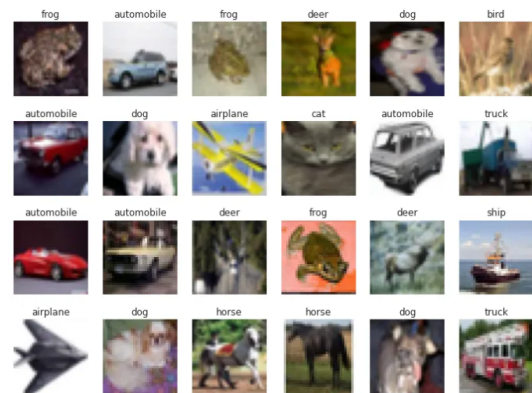 frog automobile frog deer dog bird
automobile dog airplane cat automobile truck
automobile automobile deer frog deer ship
airplane dog horse horse dog truck